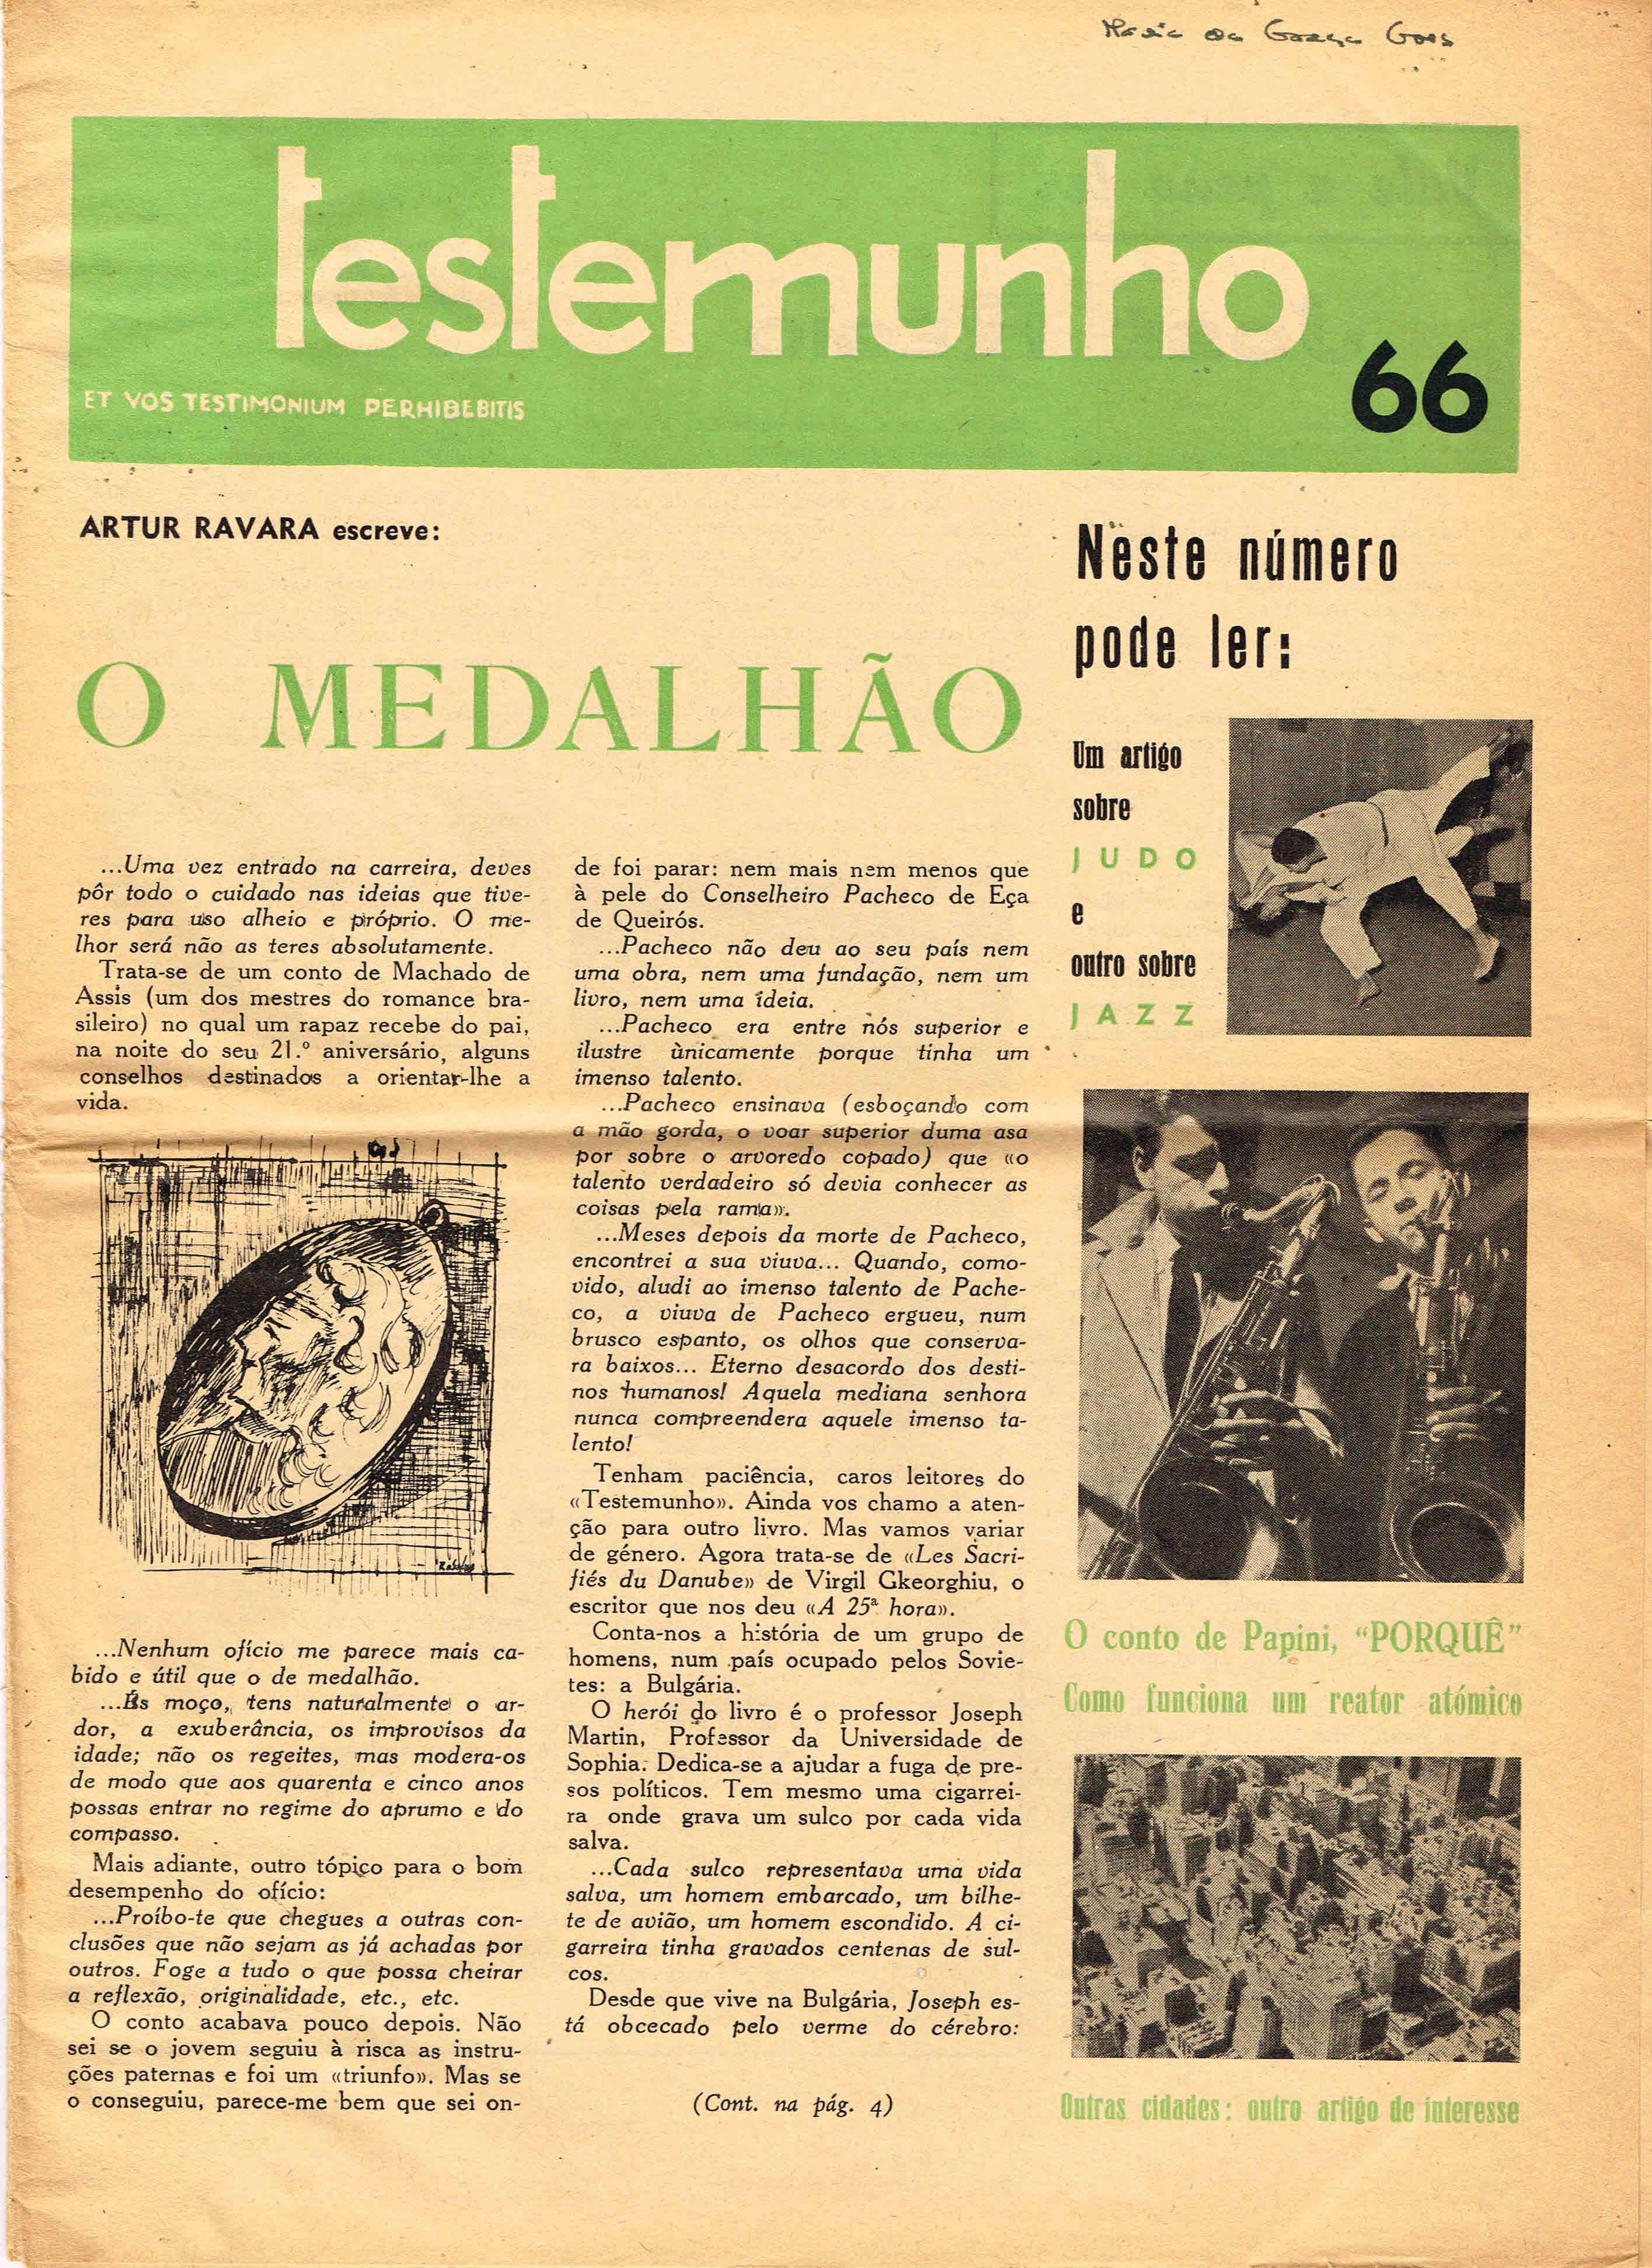 Maria da Graça Goes
testemunho
66
ET VOS TESTIMONIUM PERHIBEBITIS
ARTUR RAVARA escreve:
O MEDALHÃO
...Uma vez entrado na carreira, deves
pôr todo o cuidado nas ideias que tive-
res para uso alheio e próprio. O me-
lhor será não as teres absolutamente.
Trata-se de um conto de Machado de
Assis (um dos mestres do romance bra-
sileiro) no qual um rapaz recebe do pai,
na noite do seu 21.º aniversário, alguns
conselhos destinados a orientar-lhe a
vida.
...Nenhum ofício me parece mais ca-
bido e útil que o de medalhão.
...És moço, tens naturalmente o ar-
dor, a exuberância, os improvisos da
idade; não os regeites, mas modera-os
de modo que aos quarenta e cinco anos
possas entrar no regime do aprumo e do
compasso.
Mais adiante, outro tópico para o bom
desempenho do ofício:
...Proíbo-te que chegues a outras con-
clusões que não sejam as já achadas por
outros. Foge a tudo o que possa cheirar
a reflexão, originalidade, etc., etc.
O conto acabava pouco depois. Não
sei se o jovem seguiu à risca as instru-
ções paternas e foi um «triunfo». Mas se
o conseguiu, parece-me bem que sei on-
de foi parar: nem mais nem menos que
à pele do Conselheiro Pacheco de Eça
de Queirós.
...Pacheco não deu ao seu país nem
uma obra, nem uma fundação, nem um
livro, nem uma ideia.
...Pacheco era entre nós superior e
ilustre ùnicamente porque tinha um
imenso talento.
...Pacheco ensinava (esboçando com
a mão gorda, o voar superior duma asa
por sobre o arvoredo copado) que «o
talento verdadeiro só devia conhecer as
coisas pela rama».
...Meses depois da morte de Pacheco,
encontrei a sua viuva... Quando, como-
vido, aludi ao imenso talento de Pache-
co, a viuva de Pacheco ergueu, num
brusco espanto, os olhos que conserva-
ra baixos... Eterno desacordo dos desti-
nos humanos! Aquela mediana senhora
nunca compreendera aquele imenso ta-
lento!
Tenham paciência, caros leitores do
«Testemunho». Ainda vos chamo a aten-
ção para outro livro. Mas vamos variar
de género. Agora trata-se de «Les Sacri-
fiés du Danube» de Virgil Gkeorghiu, o
escritor que nos deu «A 25ª hora».
Conta-nos a história de um grupo de
homens, num país ocupado pelos Sovie-
tes: a Bulgária.
O herói do livro é o professor Joseph
Martin, Professor da Universidade de
Sophia. Dedica-se a ajudar a fuga de pre-
sos políticos. Tem mesmo uma cigarrei-
ra onde grava um sulco por cada vida
salva.
...Cada sulco representava uma vida
salva, um homem embarcado, um bilhe-
te de avião, um homem escondido. A ci-
garreira tinha gravados centenas de sul-
cos.
Desde que vive na Bulgária, Joseph es-
tá obcecado pelo verme do cérebro:
(Cont. na pág. 4)
Neste número
pode ler:
Um artigo
sobre
JUDO
e
outro sobre
JAZZ
O conto de Papini, “PORQUÊ”
Como funciona um reator atómico
Outras cidades: outro artigo de interesse